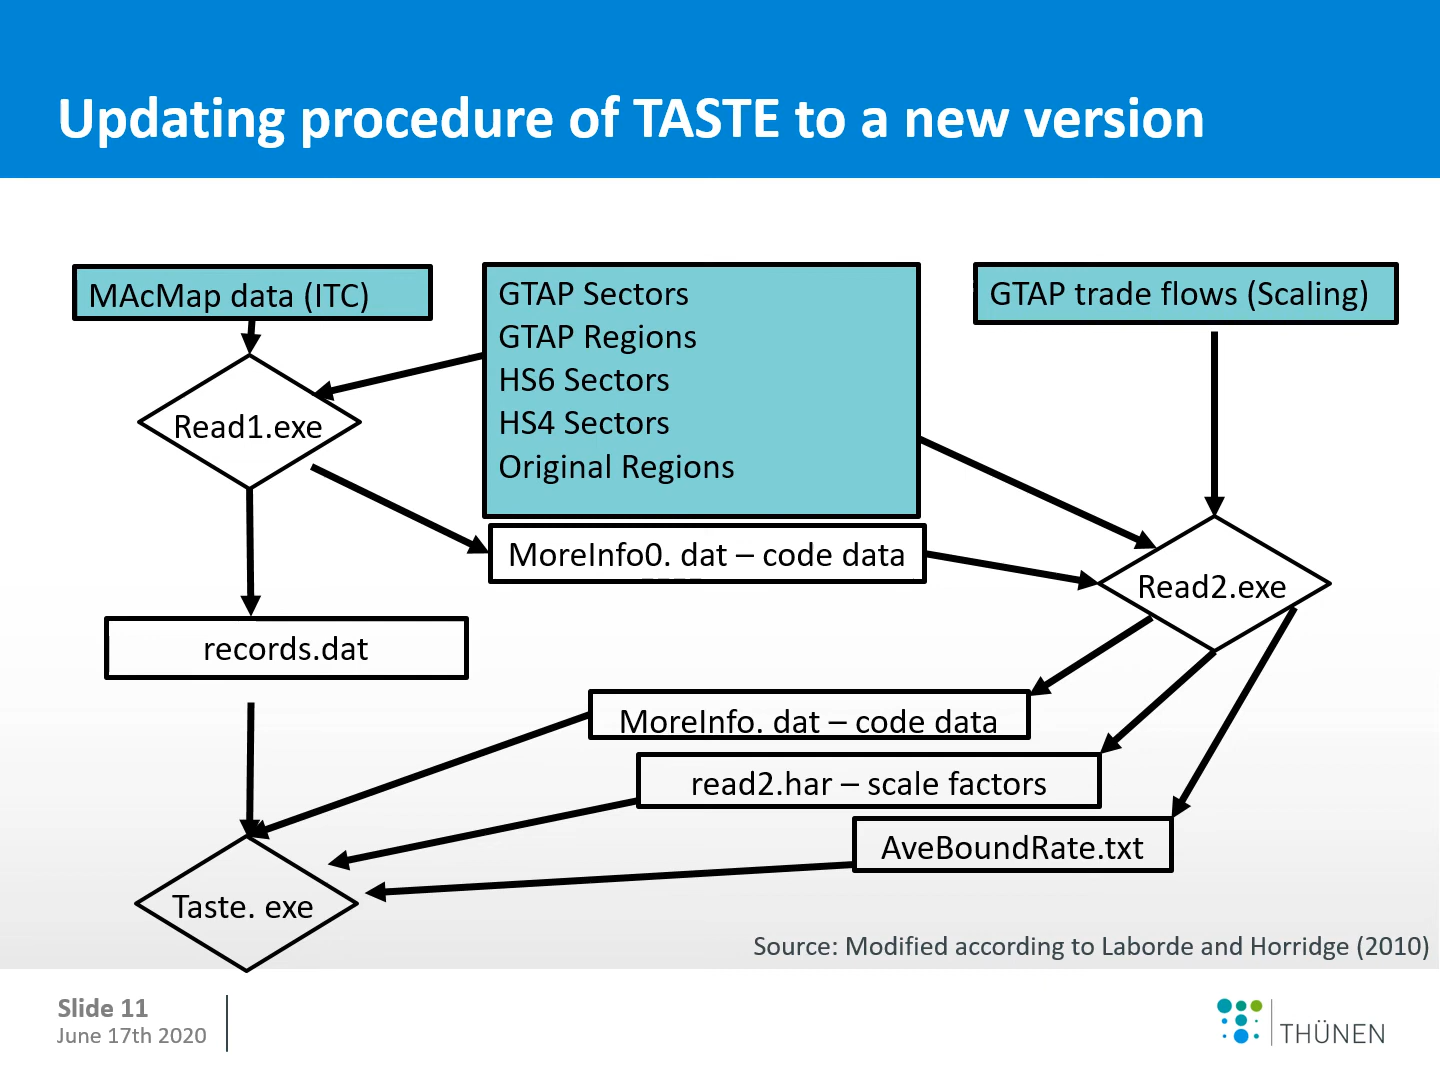 Updating procedure of TASTE to a new version
MAcMap data (ITC)
GTAP Sectors
GTAP Regions
HS6 Sectors
HS4 Sectors
Original Regions
GTAP trade flows (Scaling)
Read1.exe
MoreInfo0. dat – code data
Read2.exe
records.dat
MoreInfo. dat – code data
read2.har – scale factors
AveBoundRate.txt
Taste. exe
Source: Modified according to Laborde and Horridge (2010)
Slide 11
June 17th 2020
THÜNEN